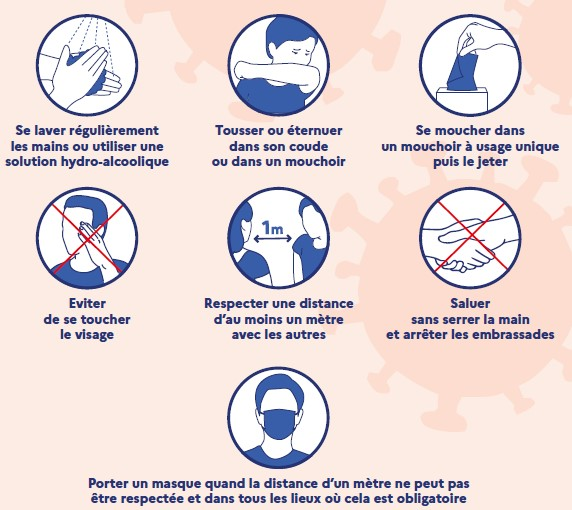 Se laver régulièrement
les mains ou utiliser une
solution hydro-alcoolique
Tousser ou éternuer
dans son coude
ou dans un mouchoir
Se moucher dans
un mouchoir à usage unique
puis le jeter
1m
Eviter
de se toucher
le visage
Respecter une distance
d'au moins un mètre
avec les autres
Saluer
sans serrer la main
et arrêter les embrassades
Porter un masque quand la distance d'un mètre ne peut pas
être respectée et dans tous les lieux où cela est obligatoire